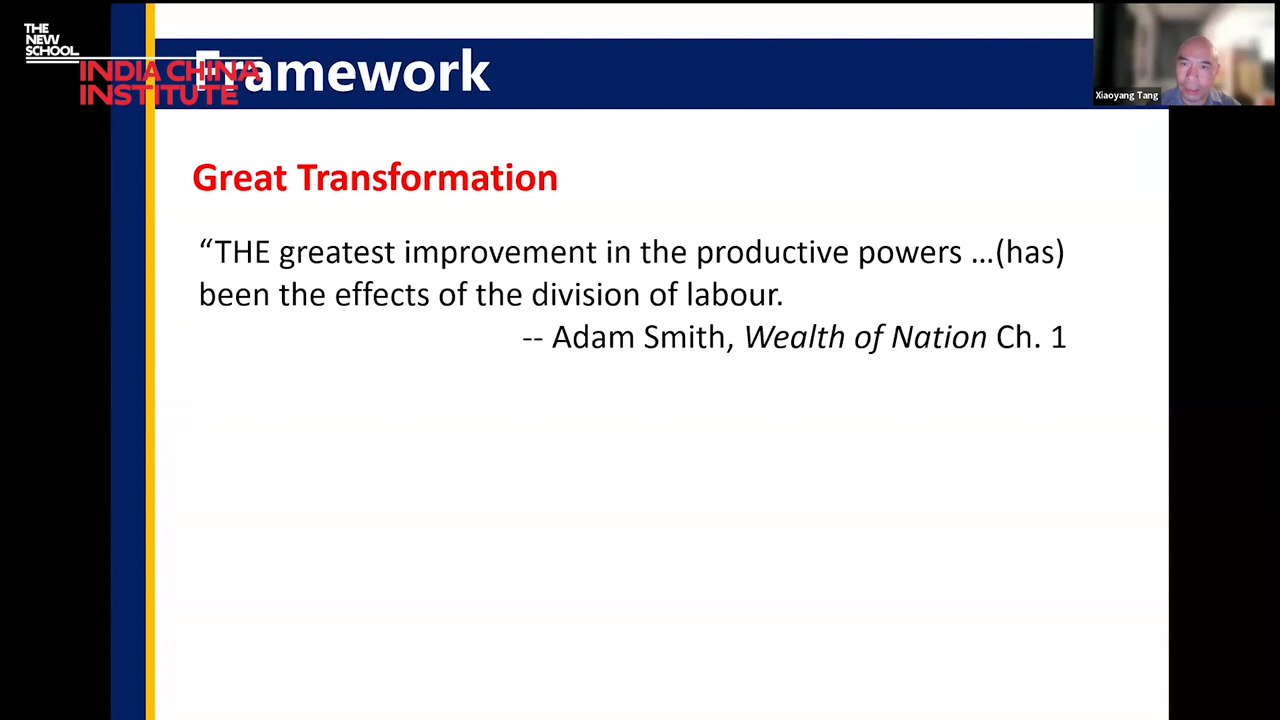 THE
NEW
SCHOOL
INDIA CHINA
INSTITUTE
Framework
Xiaoyang Tang
Great Transformation
“THE greatest improvement in the productive powers …(has)
been the effects of the division of labour.
-- Adam Smith, Wealth of Nation Ch. 1